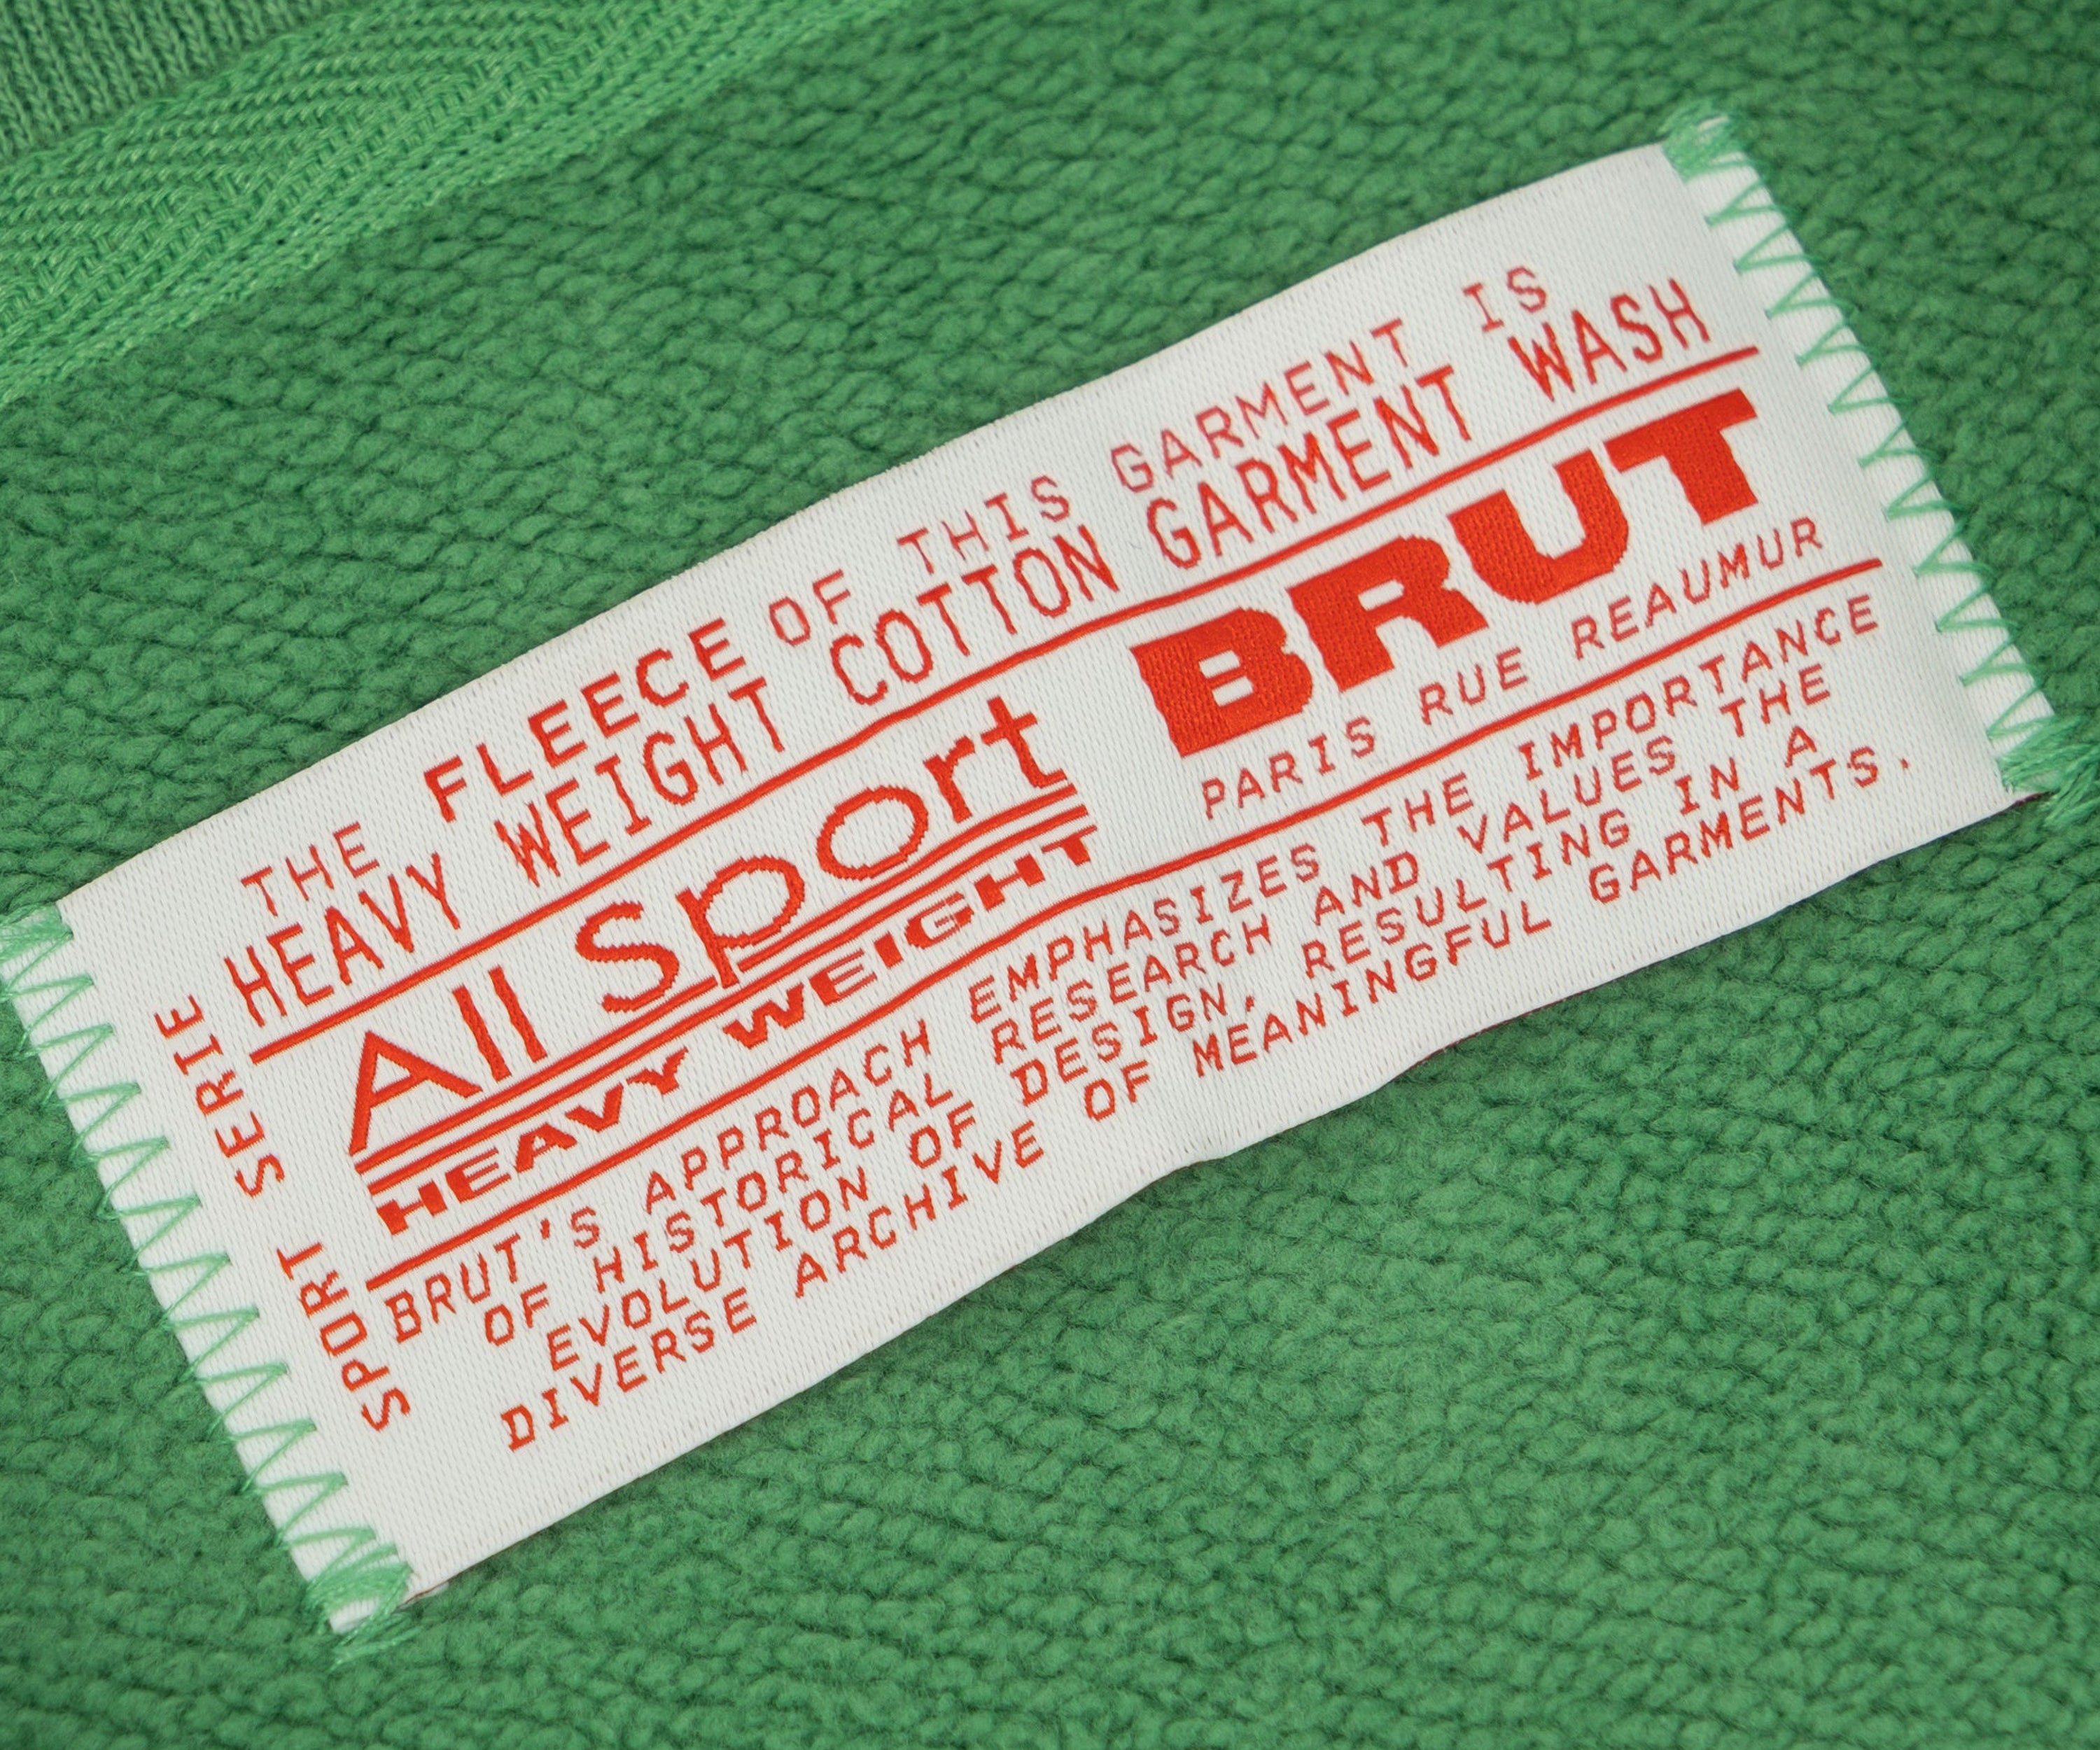 THE FLEECE OF THIS GARMENT IS
HEAVY WEIGHT COTTON GARMENT WASH
All Sport
HEAVY WEIGHT
BRUT
PARIS RUE REAUMUR
BRUT'S APPROACH EMPHASIZES THE IMPORTANCE
OF HISTORICAL RESEARCH AND VALUES THE
EVOLUTION OF DESIGN, RESULTING IN A
DIVERSE ARCHIVE OF MEANINGFUL GARMENTS.
SPORT SERIE